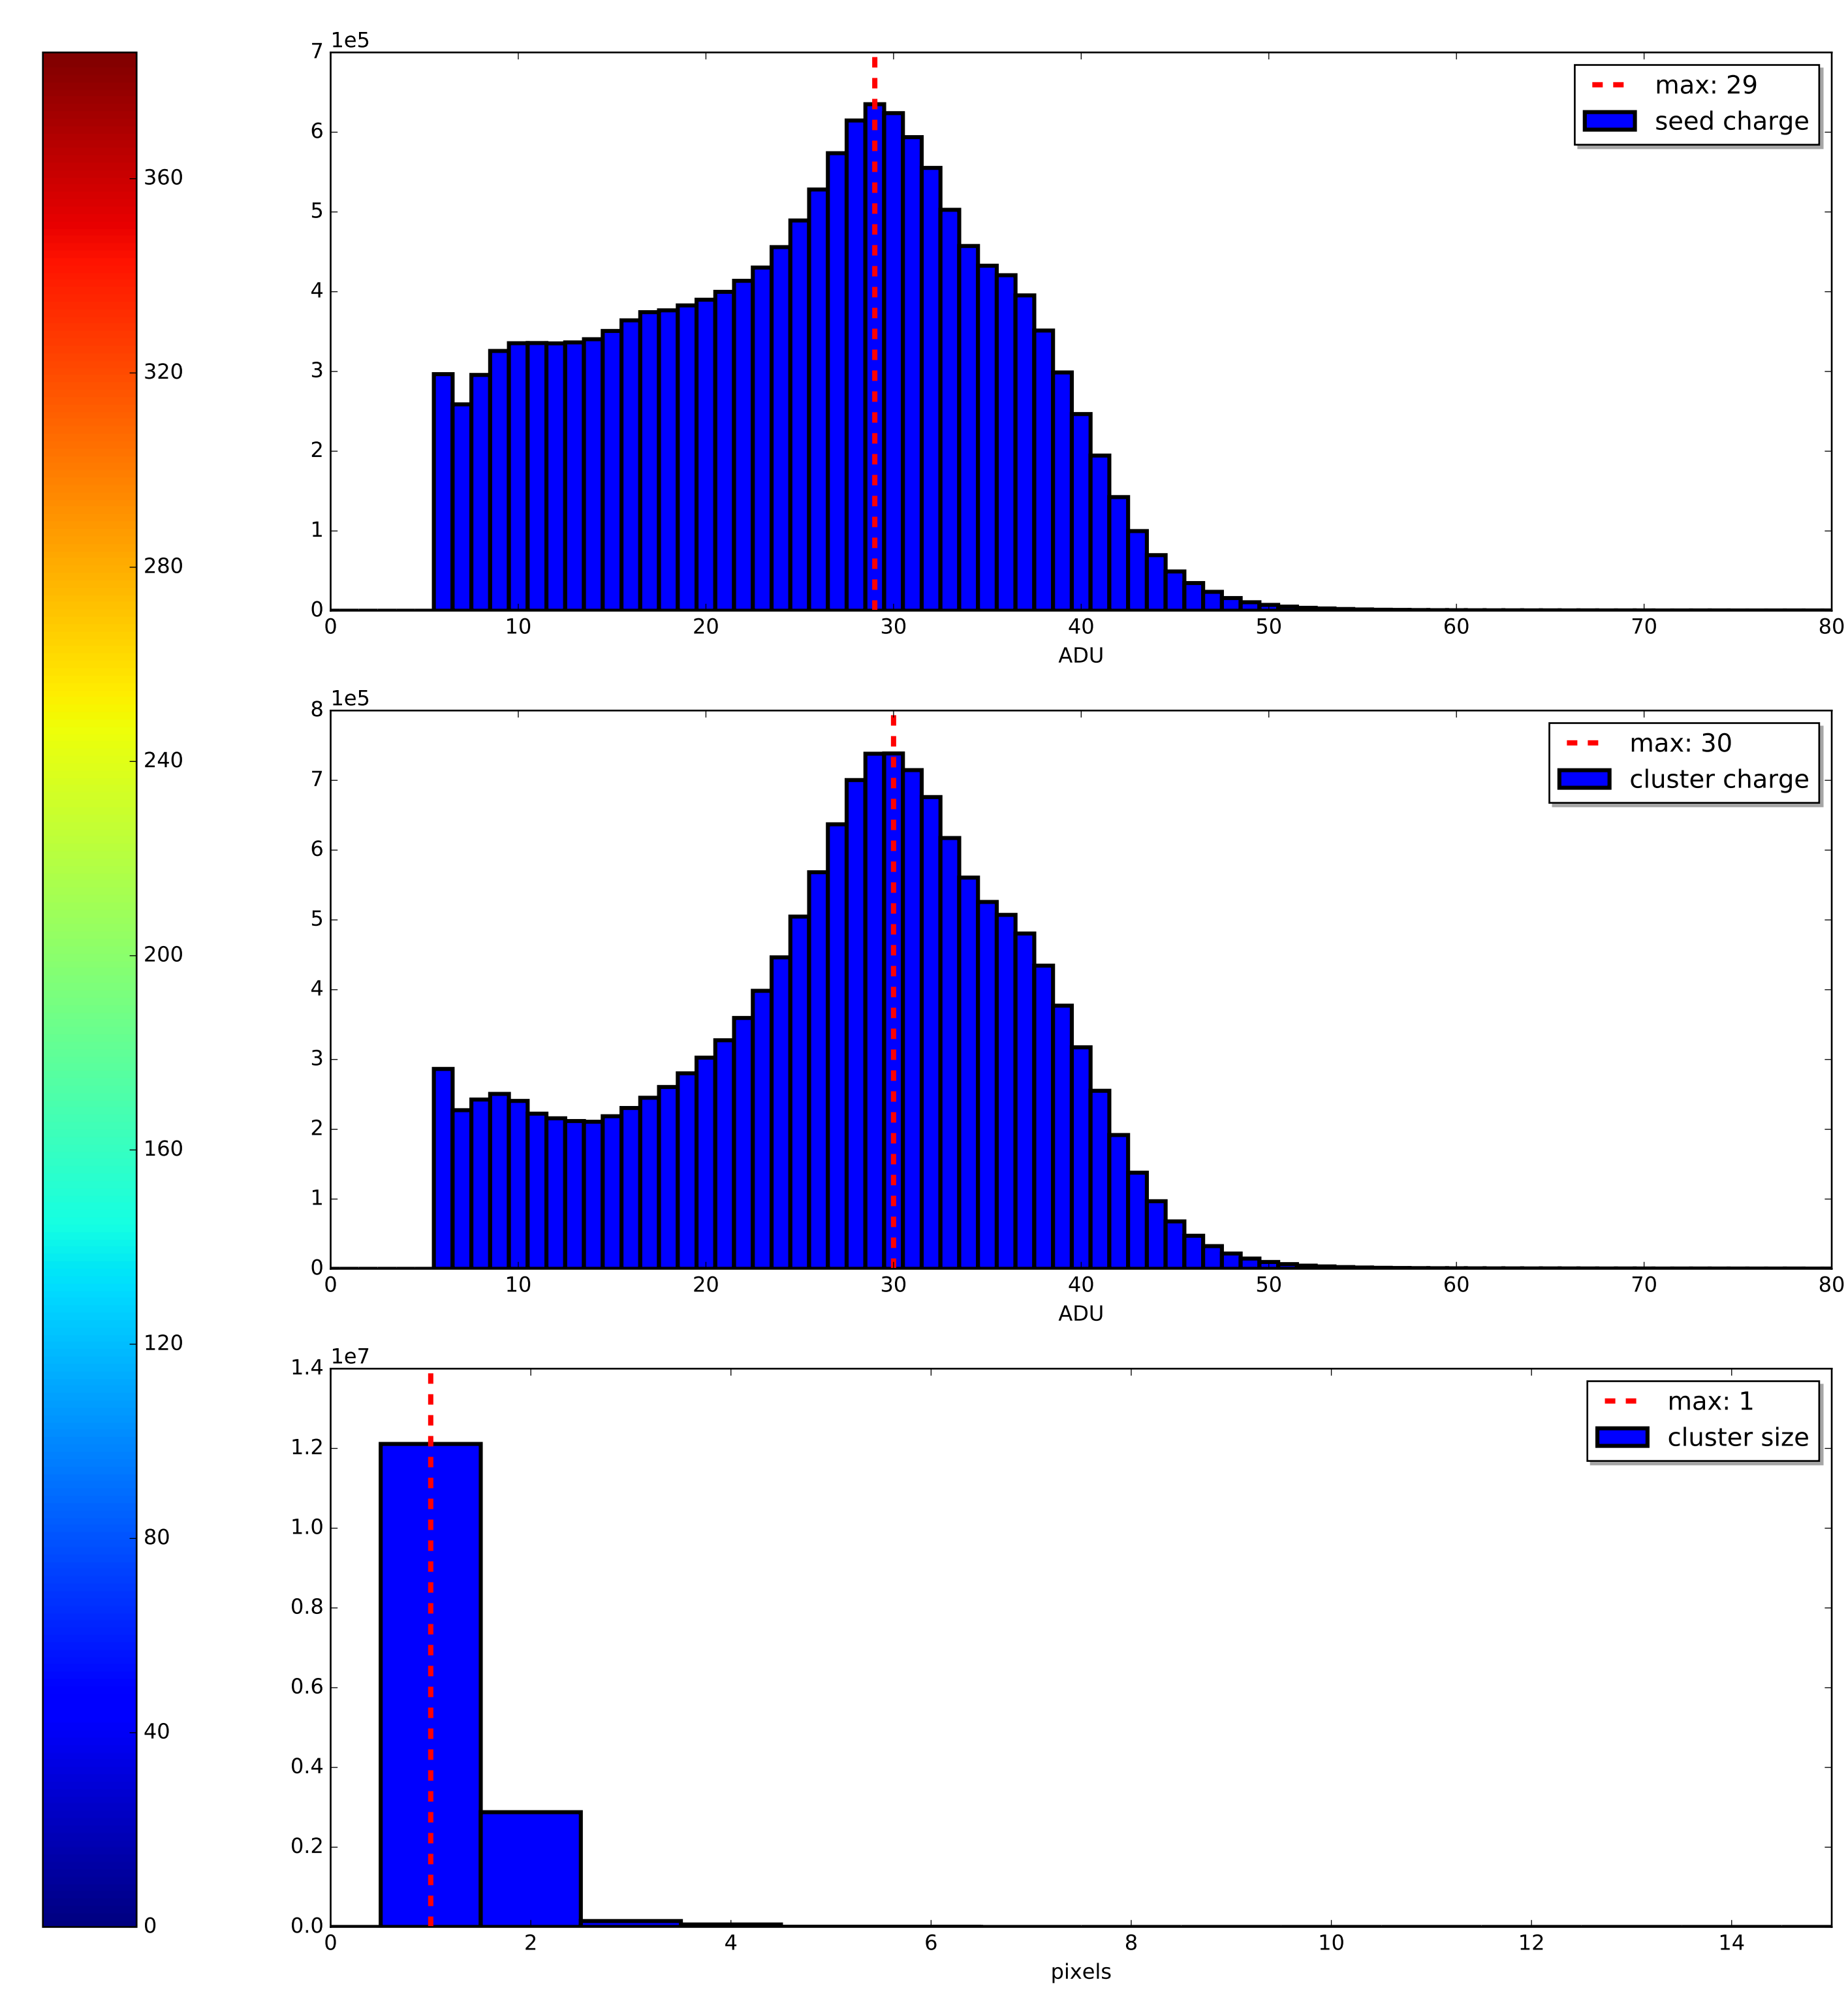 360
320
280
240
200
160
120
80
40
0
1e5
7
6
5
4
3
2
1
0
max: 29
seed charge
0 10 20 30 40 50 60 70 80
ADU
1e5
8
7
6
5
4
3
2
1
0
max: 30
cluster charge
0 10 20 30 40 50 60 70 80
ADU
1e7
1.4
1.2
1.0
0.8
0.6
0.4
0.2
0.0
max: 1
cluster size
0 2 4 6 8 10 12 14
pixels